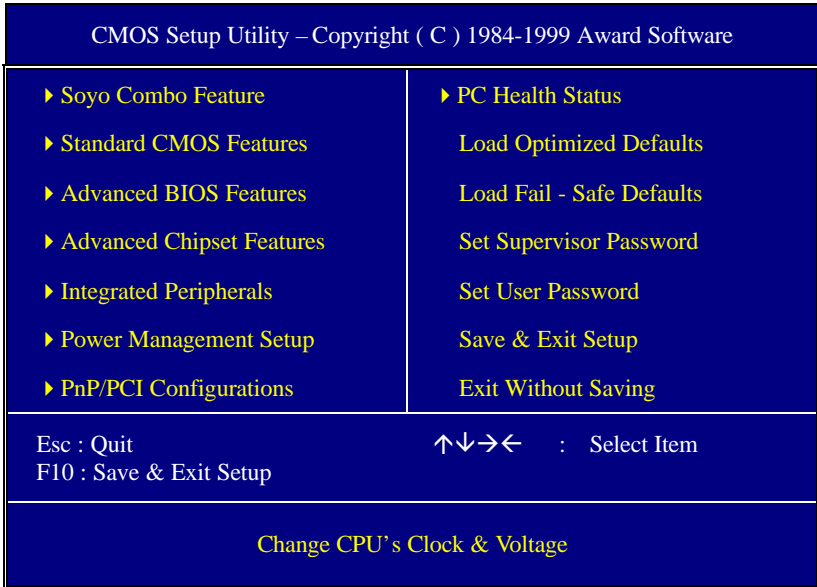 CMOS Setup Utility – Copyright ( C ) 1984-1999 Award Software
Soyo Combo Feature
Standard CMOS Features
Advanced BIOS Features
Advanced Chipset Features
Integrated Peripherals
Power Management Setup
PnP/PCI Configurations
PC Health Status
Load Optimized Defaults
Load Fail - Safe Defaults
Set Supervisor Password
Set User Password
Save & Exit Setup
Exit Without Saving
Esc : Quit
F10 : Save & Exit Setup
↑↓→← : Select Item
Change CPU's Clock & Voltage